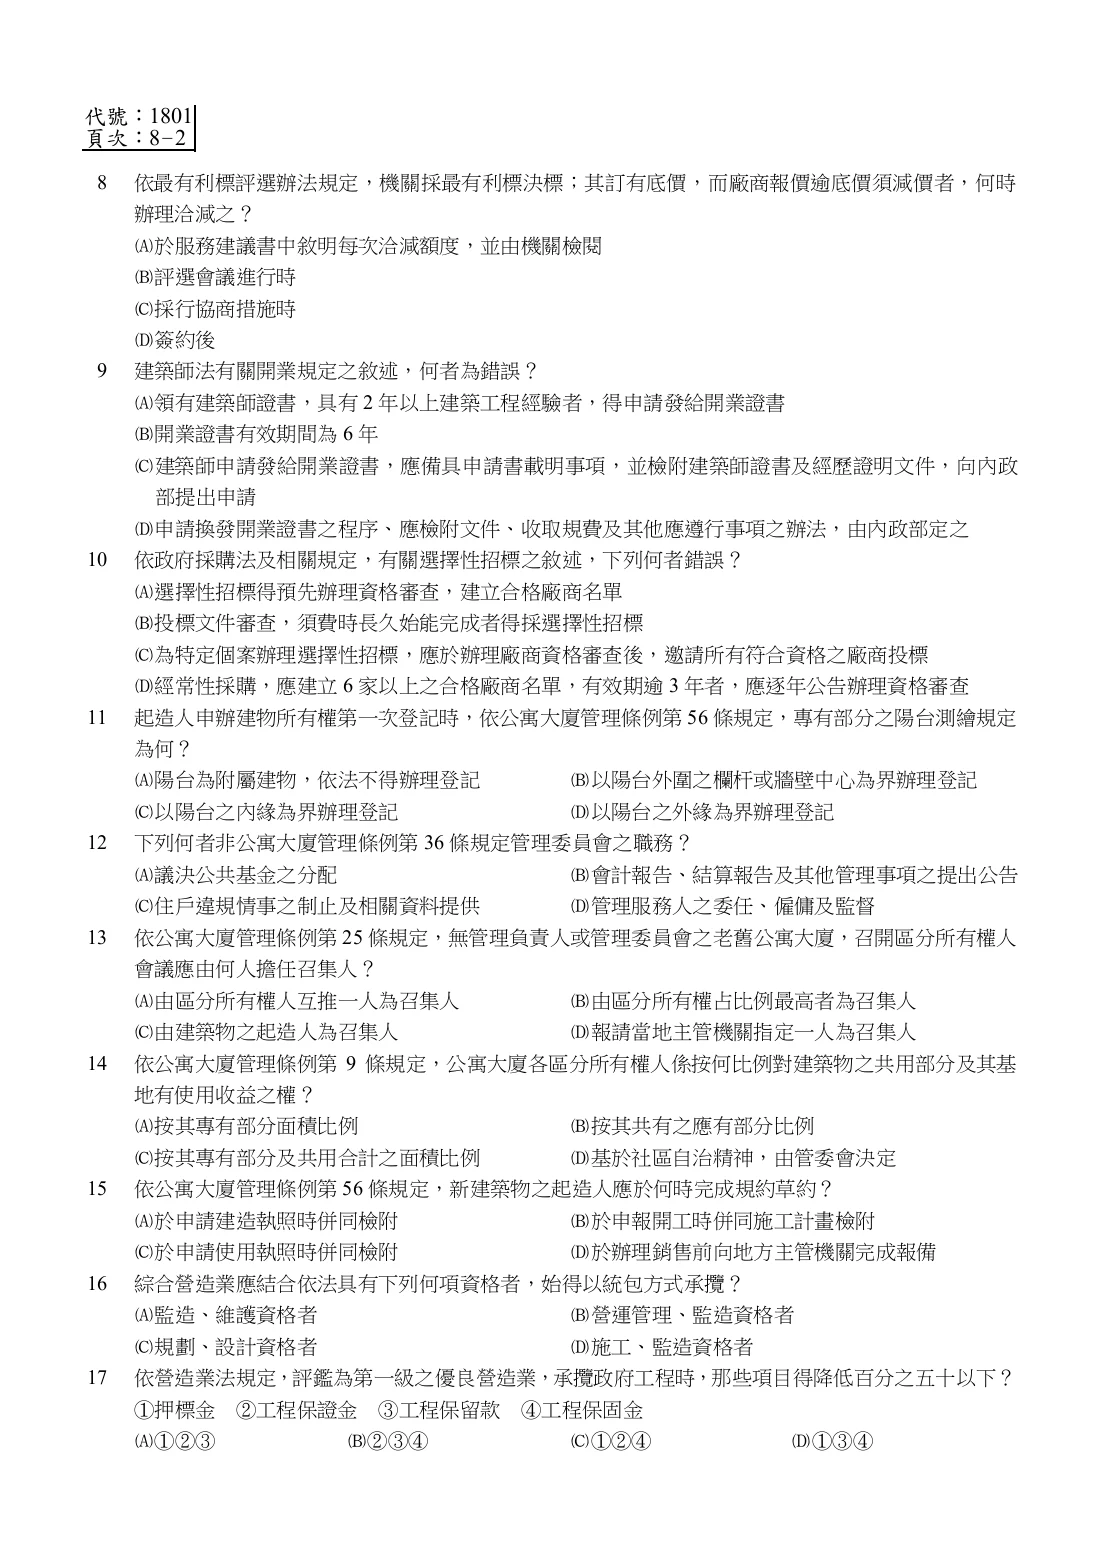 代號：1801
頁次：8－2
8 依最有利標評選辦法規定，機關採最有利標決標；其訂有底價，而廠商報價逾底價須減價者，何時
辦理洽減之？
(A)於服務建議書中敘明每次洽減額度，並由機關檢閱
(B)評選會議進行時
(C)採行協商措施時
(D)簽約後
9 建築師法有關開業規定之敘述，何者為錯誤？
(A)領有建築師證書，具有 2 年以上建築工程經驗者，得申請發給開業證書
(B)開業證書有效期間為 6 年
(C)建築師申請發給開業證書，應備具申請書載明事項，並檢附建築師證書及經歷證明文件，向內政
部提出申請
(D)申請換發開業證書之程序、應檢附文件、收取規費及其他應遵行事項之辦法，由內政部定之
10 依政府採購法及相關規定，有關選擇性招標之敘述，下列何者錯誤？
(A)選擇性招標得預先辦理資格審查，建立合格廠商名單
(B)投標文件審查，須費時長久始能完成者得採選擇性招標
(C)為特定個案辦理選擇性招標，應於辦理廠商資格審查後，邀請所有符合資格之廠商投標
(D)經常性採購，應建立 6 家以上之合格廠商名單，有效期逾 3 年者，應逐年公告辦理資格審查
11 起造人申辦建物所有權第一次登記時，依公寓大廈管理條例第 56 條規定，專有部分之陽台測繪規定
為何？
(A)陽台為附屬建物，依法不得辦理登記 (B)以陽台外圍之欄杆或牆壁中心為界辦理登記
(C)以陽台之內緣為界辦理登記 (D)以陽台之外緣為界辦理登記
12 下列何者非公寓大廈管理條例第 36 條規定管理委員會之職務？
(A)議決公共基金之分配 (B)會計報告、結算報告及其他管理事項之提出公告
(C)住戶違規情事之制止及相關資料提供 (D)管理服務人之委任、僱傭及監督
13 依公寓大廈管理條例第 25 條規定，無管理負責人或管理委員會之老舊公寓大廈，召開區分所有權人
會議應由何人擔任召集人？
(A)由區分所有權人互推一人為召集人 (B)由區分所有權占比例最高者為召集人
(C)由建築物之起造人為召集人 (D)報請當地主管機關指定一人為召集人
14 依公寓大廈管理條例第 9 條規定，公寓大廈各區分所有權人係按何比例對建築物之共用部分及其基
地有使用收益之權？
(A)按其專有部分面積比例 (B)按其共有之應有部分比例
(C)按其專有部分及共用合計之面積比例 (D)基於社區自治精神，由管委會決定
15 依公寓大廈管理條例第 56 條規定，新建築物之起造人應於何時完成規約草約？
(A)於申請建造執照時併同檢附 (B)於申報開工時併同施工計畫檢附
(C)於申請使用執照時併同檢附 (D)於辦理銷售前向地方主管機關完成報備
16 綜合營造業應結合依法具有下列何項資格者，始得以統包方式承攬？
(A)監造、維護資格者 (B)營運管理、監造資格者
(C)規劃、設計資格者 (D)施工、監造資格者
17 依營造業法規定，評鑑為第一級之優良營造業，承攬政府工程時，那些項目得降低百分之五十以下？
①押標金 ②工程保證金 ③工程保留款 ④工程保固金
(A)①②③ (B)②③④ (C)①②④ (D)①③④